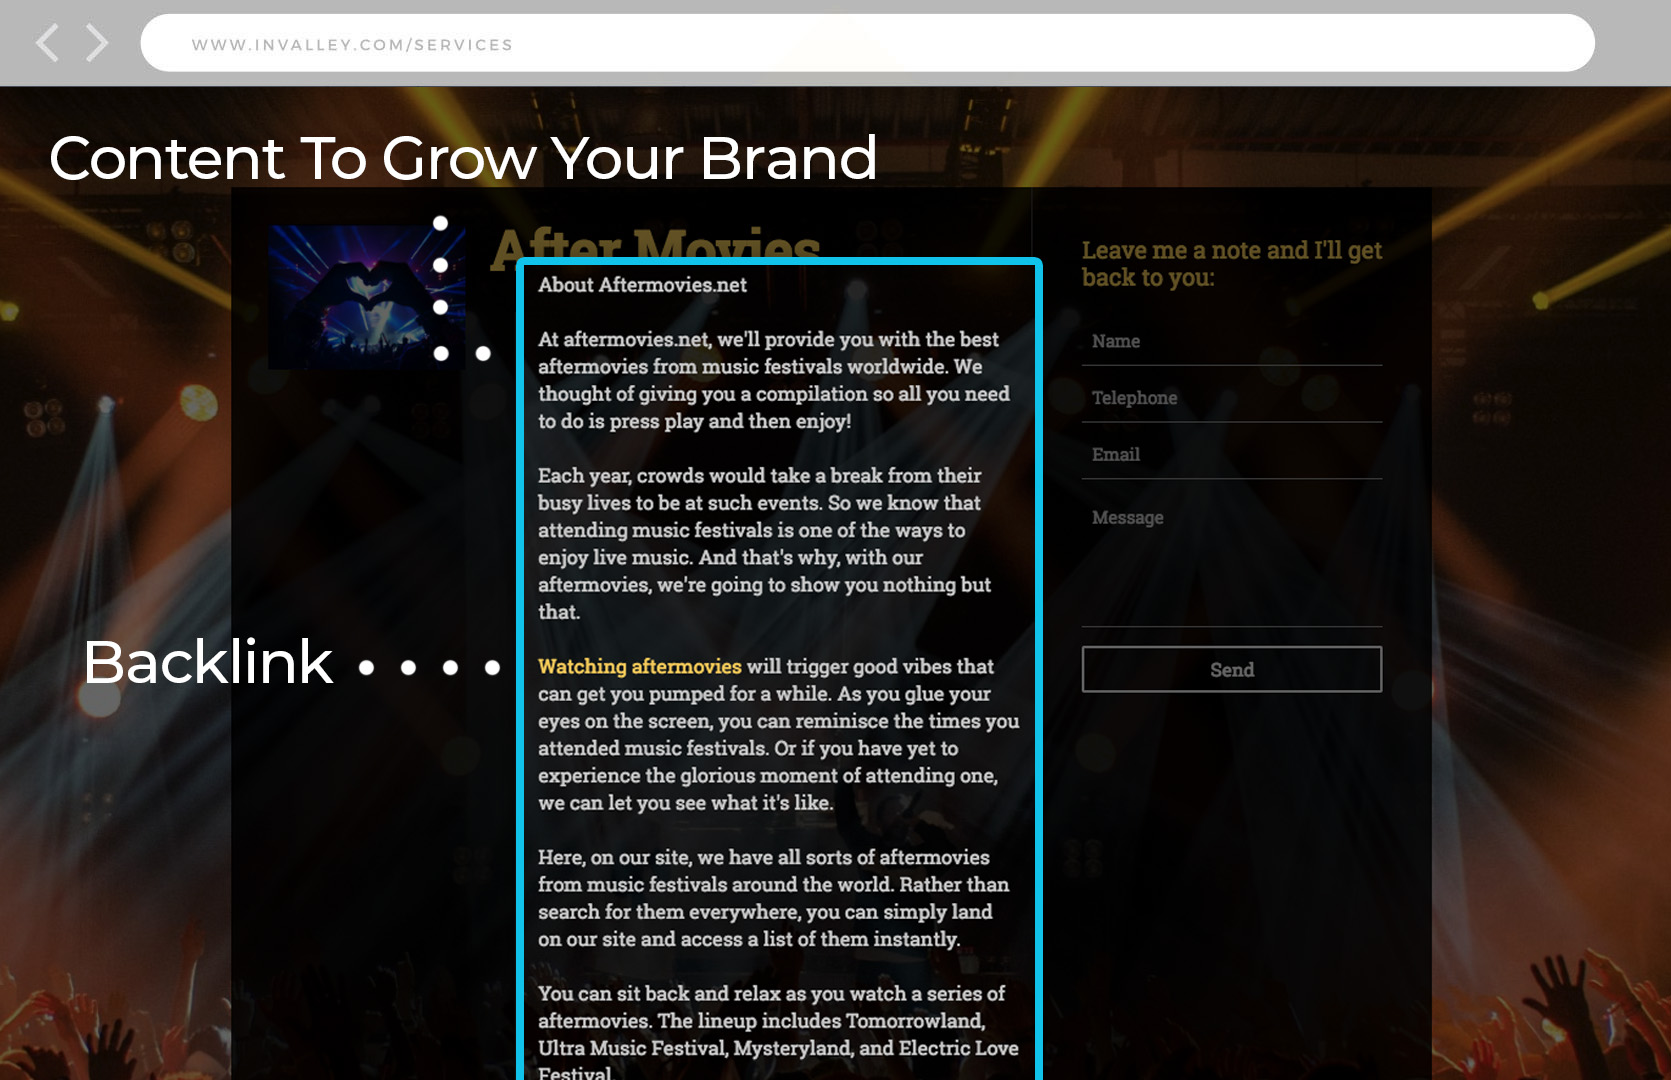 WWW.INVALLEY.COM/SERVICES
Content To Grow Your Brand
After Movies
About Aftermovies.net
At aftermovies.net, we'll provide you with the best
aftermovies from music festivals worldwide. We
thought of giving you a compilation so all you need
to do is press play and then enjoy!
Each year, crowds would take a break from their
busy lives to be at such events. So we know that
attending music festivals is one of the ways to
enjoy live music. And that's why, with our
aftermovies, we're going to show you nothing but
that.
Backlink
Watching aftermovies will trigger good vibes that
can get you pumped for a while. As you glue your
eyes on the screen, you can reminisce the times you
attended music festivals. Or if you have yet to
experience the glorious moment of attending one,
we can let you see what it's like.
Here, on our site, we have all sorts of aftermovies
from music festivals around the world. Rather than
search for them everywhere, you can simply land
on our site and access a list of them instantly.
You can sit back and relax as you watch a series of
aftermovies. The lineup includes Tomorrowland,
Ultra Music Festival, Mysteryland, and Electric Love
Festival.
Leave me a note and I'll get
back to you:
Name
Telephone
Email
Message
Send